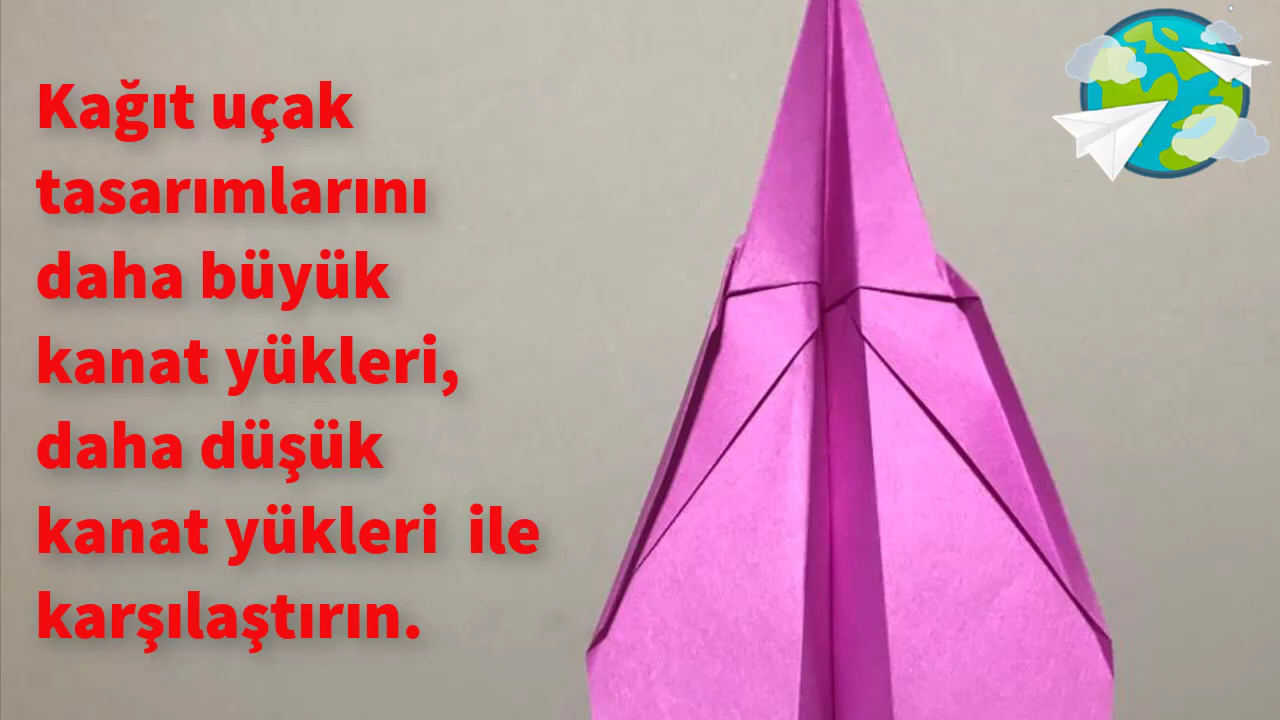 Kağıt uçak
tasarımlarını
daha büyük
kanat yükleri,
daha düşük
kanat yükleri  ile
karşılaştırın.